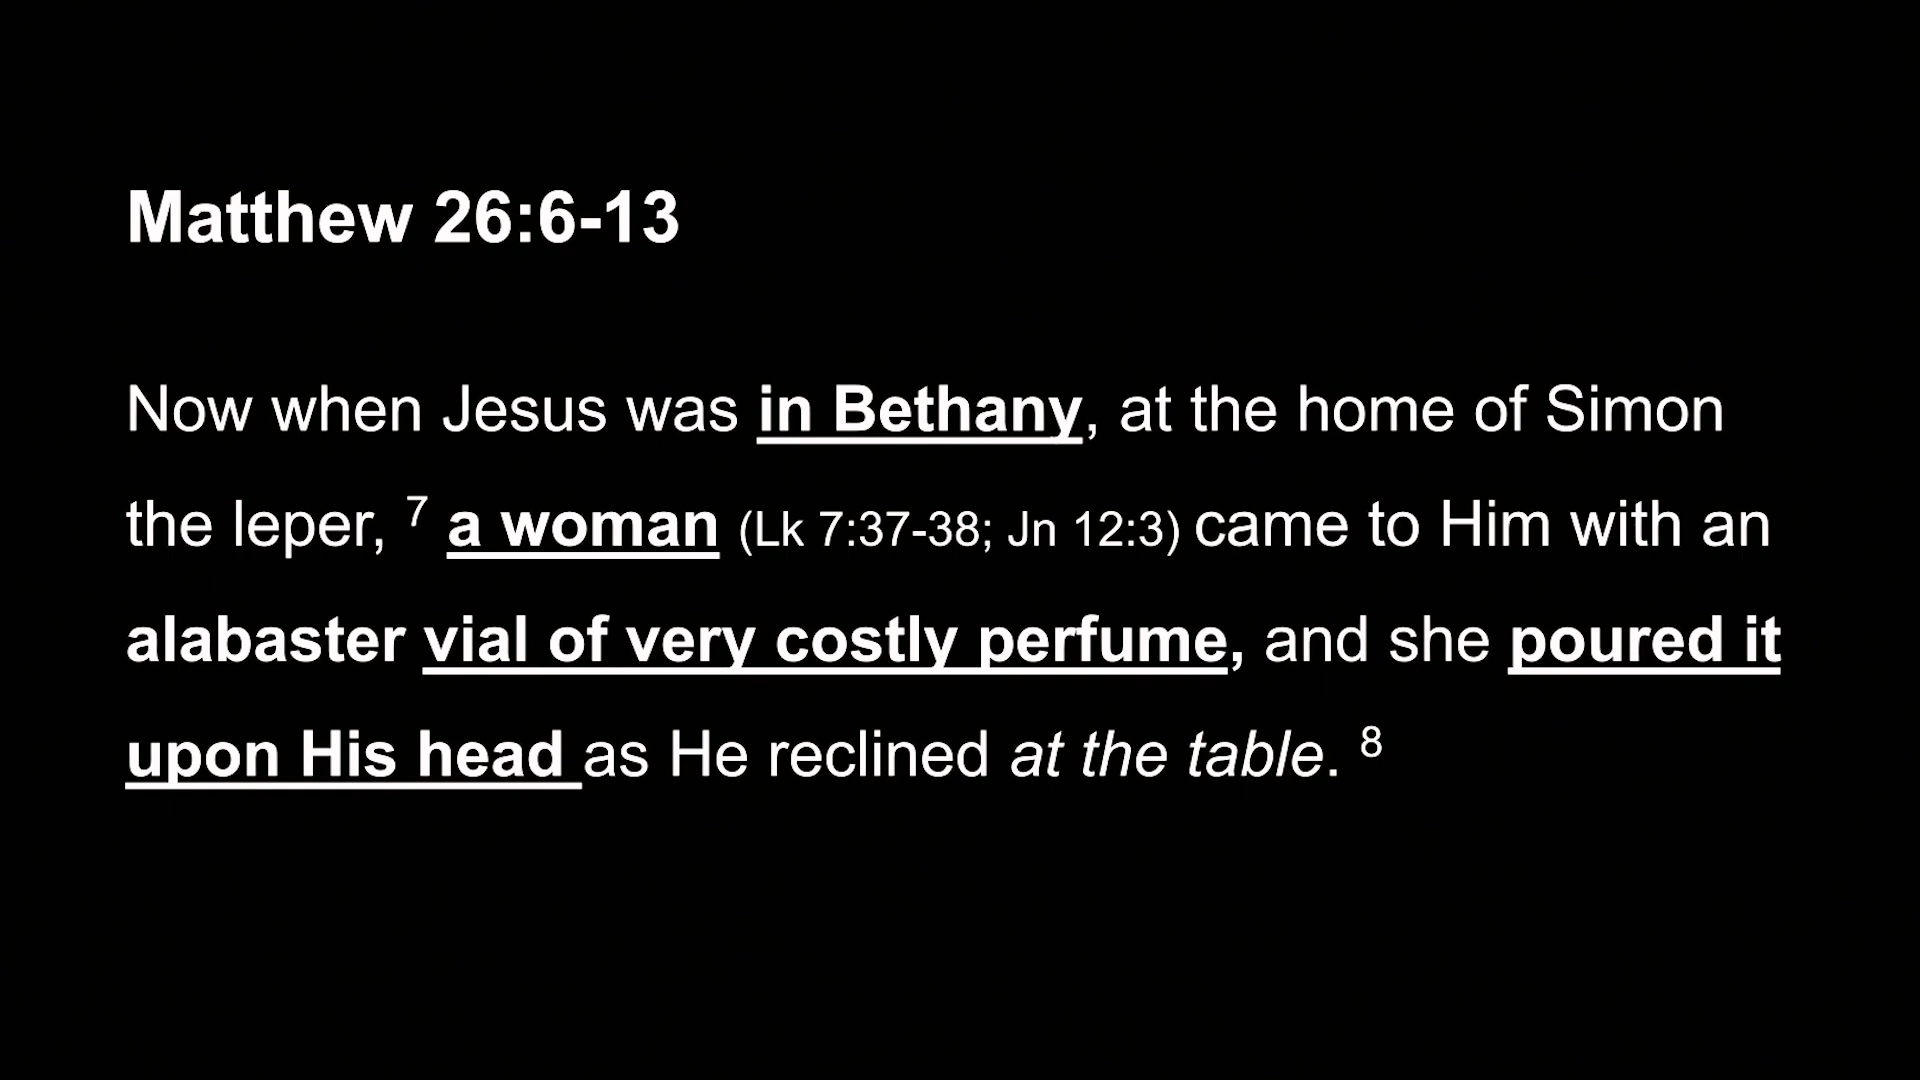 Matthew 26:6-13
Now when Jesus was in Bethany, at the home of Simon
the leper, 7 a woman (Lk 7:37-38; Jn 12:3) came to Him with an
alabaster vial of very costly perfume, and she poured it
upon His head as He reclined at the table. 8